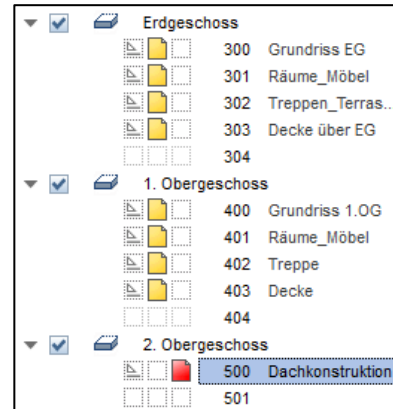 Erdgeschoss
300 Grundriss EG
301 Räume_Möbel
302 Treppen_Terras..
303 Decke über EG
304
1. Obergeschoss
400 Grundriss 1.OG
401 Räume_Möbel
402 Treppe
403 Decke
404
2. Obergeschoss
500 Dachkonstruktion
501